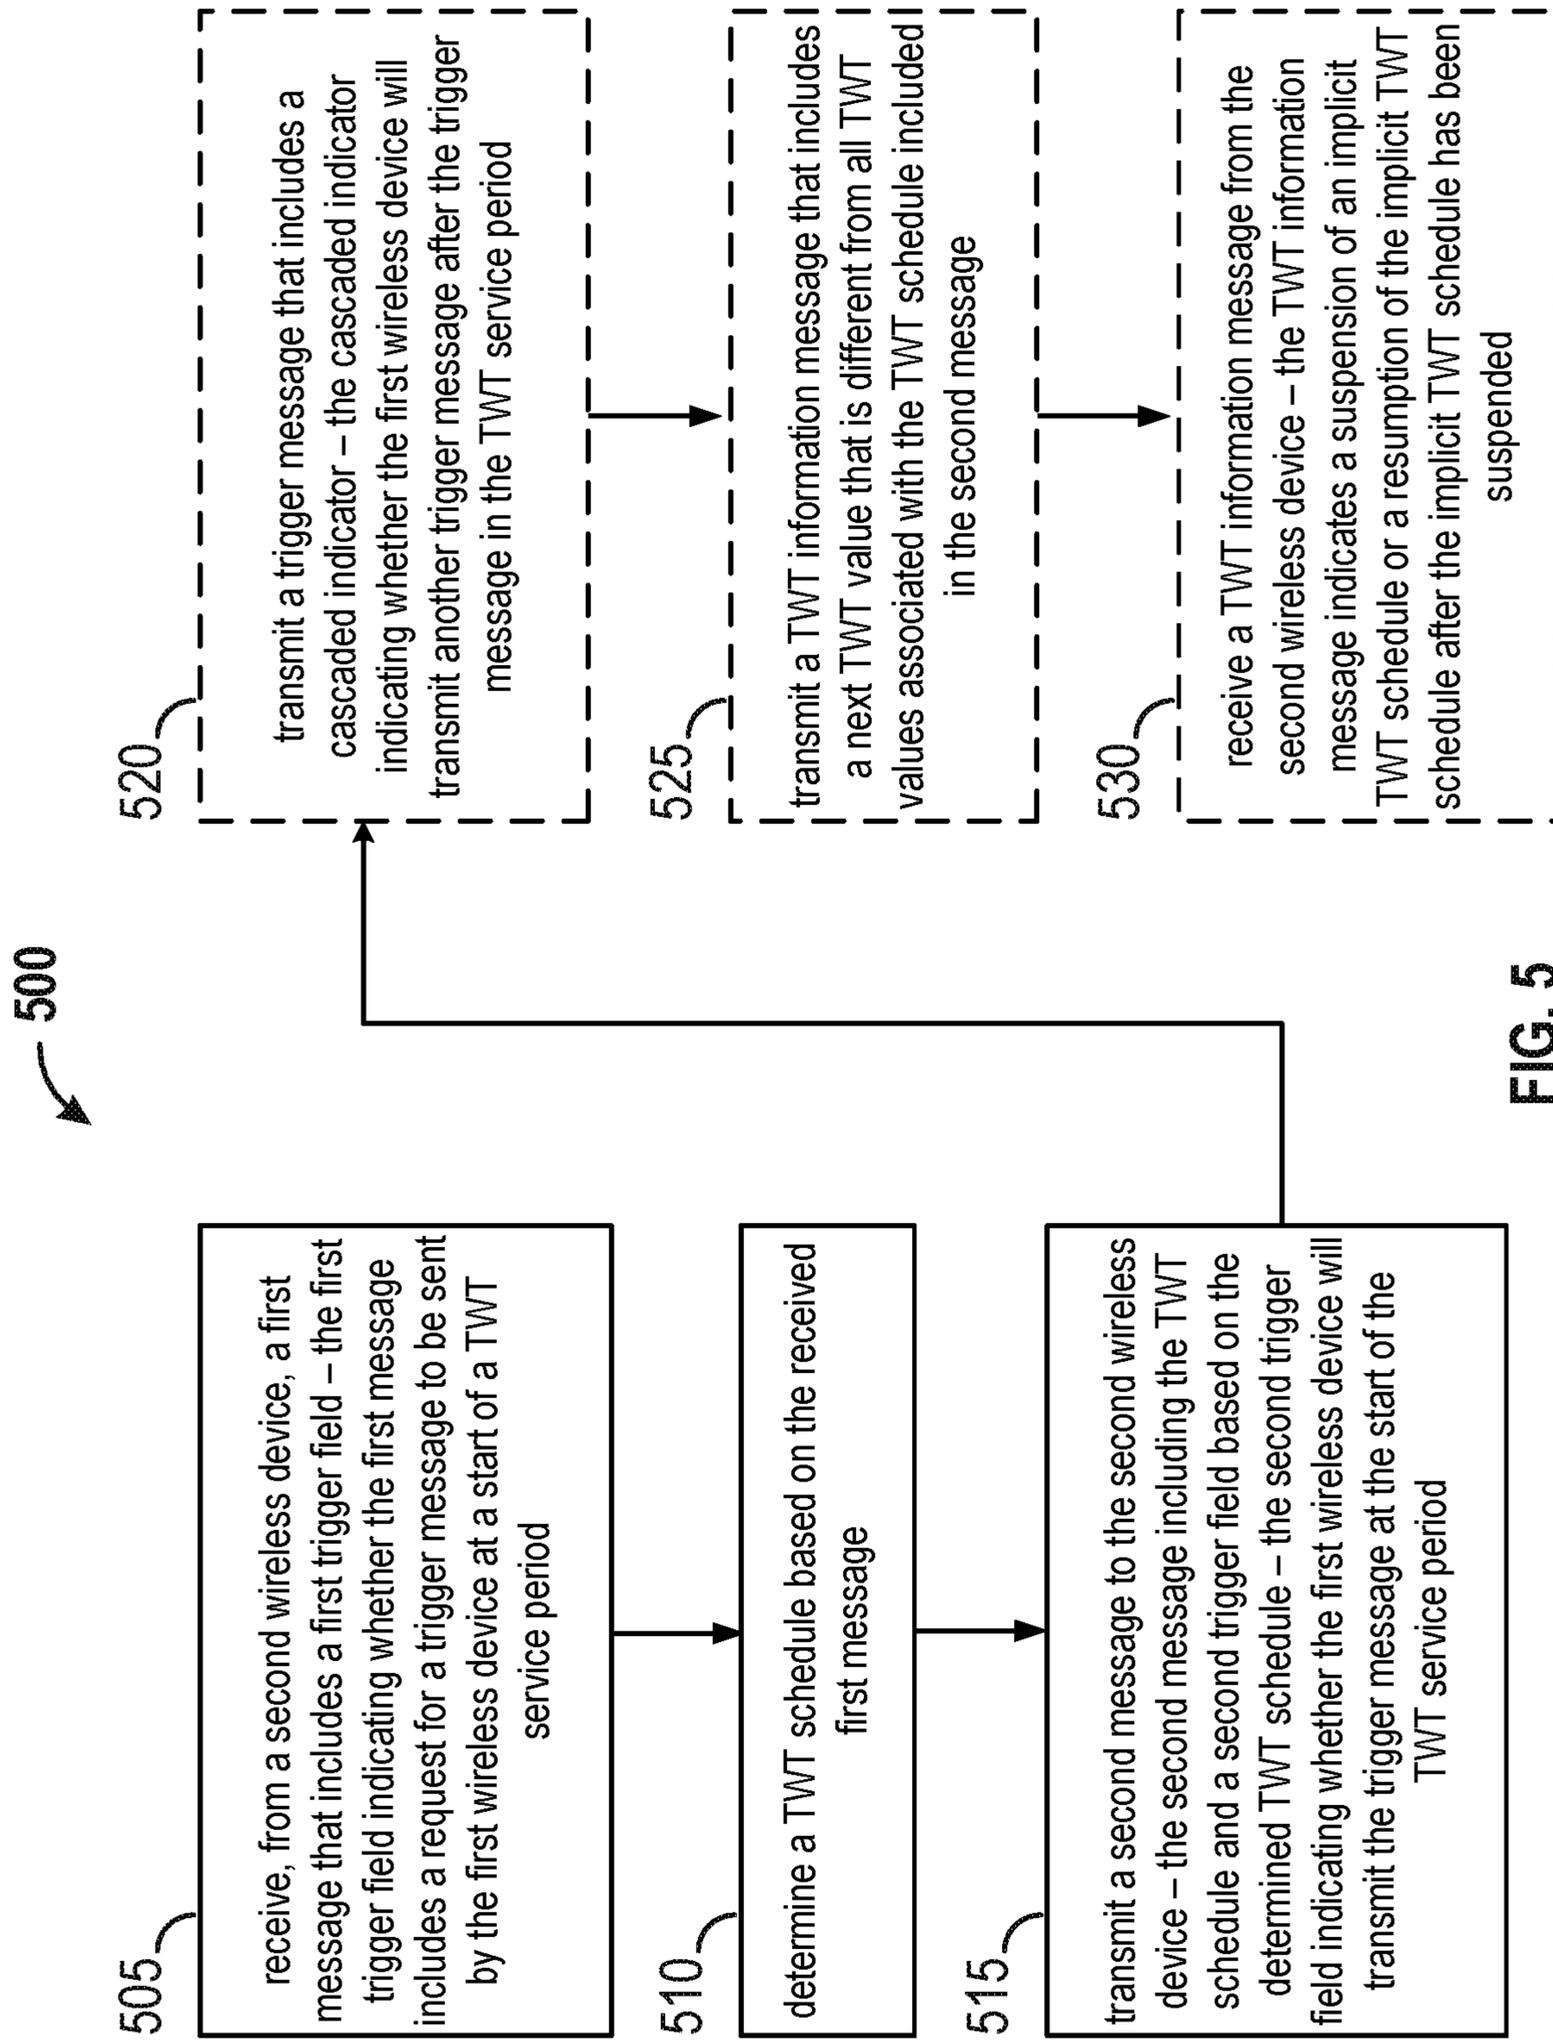 500
505
receive, from a second wireless device, a first
message that includes a first trigger field – the first
trigger field indicating whether the first message
includes a request for a trigger message to be sent
by the first wireless device at a start of a TWT
service period
510
determine a TWT schedule based on the received
first message
515
transmit a second message to the second wireless
device – the second message including the TWT
schedule and a second trigger field based on the
determined TWT schedule – the second trigger
field indicating whether the first wireless device will
transmit the trigger message at the start of the
TWT service period
520
transmit a trigger message that includes a
cascaded indicator – the cascaded indicator
indicating whether the first wireless device will
transmit another trigger message after the trigger
message in the TWT service period
525
transmit a TWT information message that includes
a next TWT value that is different from all TWT
values associated with the TWT schedule included
in the second message
530
receive a TWT information message from the
second wireless device – the TWT information
message indicates a suspension of an implicit
TWT schedule or a resumption of the implicit TWT
schedule after the implicit TWT schedule has been
suspended
FIG. 5